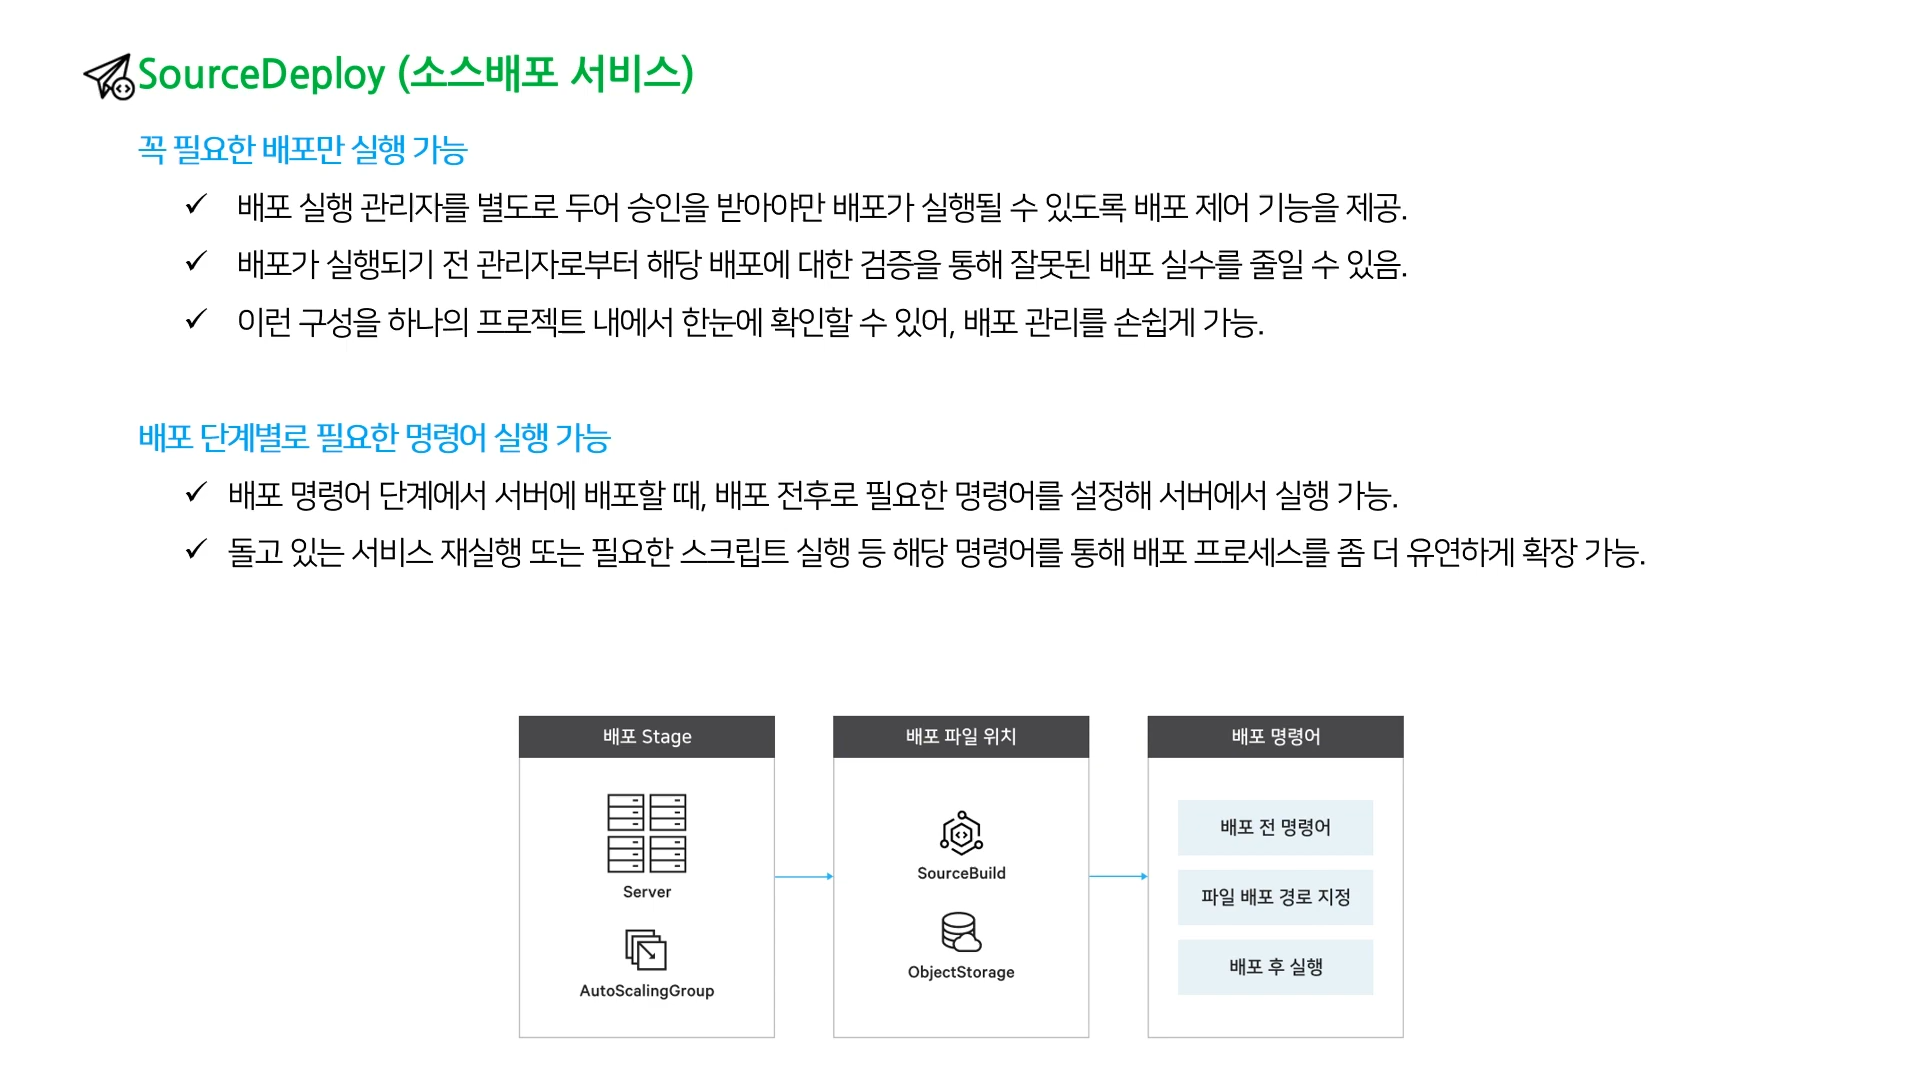 SourceDeploy (소스배포 서비스)
꼭 필요한 배포만 실행 가능
✓ 배포 실행 관리자를 별도로 두어 승인을 받아야만 배포가 실행될 수 있도록 배포 제어 기능을 제공.
✓ 배포가 실행되기 전 관리자로부터 해당 배포에 대한 검증을 통해 잘못된 배포 실수를 줄일 수 있음.
✓ 이런 구성을 하나의 프로젝트 내에서 한눈에 확인할 수 있어, 배포 관리를 손쉽게 가능.
배포 단계별로 필요한 명령어 실행 가능
✓ 배포 명령어 단계에서 서버에 배포할 때, 배포 전후로 필요한 명령어를 설정해 서버에서 실행 가능.
✓ 돌고 있는 서비스 재실행 또는 필요한 스크립트 실행 등 해당 명령어를 통해 배포 프로세스를 좀 더 유연하게 확장 가능.
배포 Stage
Server
AutoScalingGroup
배포 파일 위치
SourceBuild
ObjectStorage
배포 명령어
배포 전 명령어
파일 배포 경로 지정
배포 후 실행